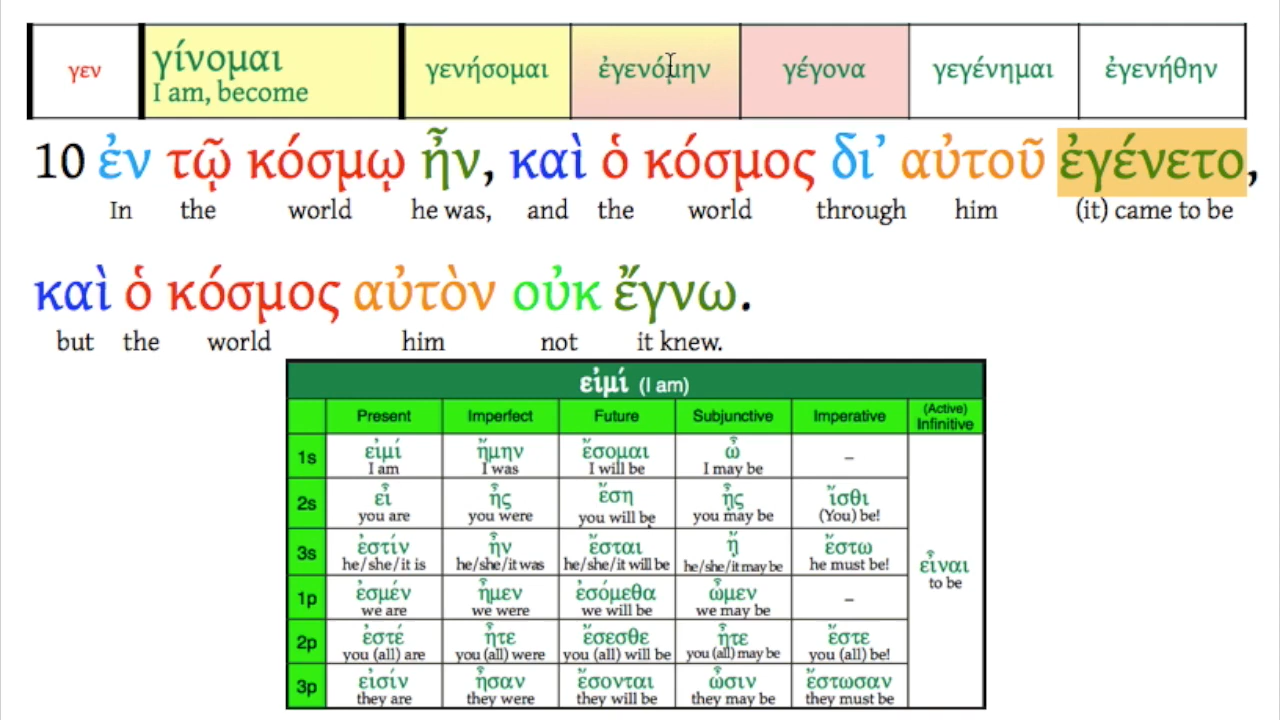 γεν γίνομαι γενήσομαι ἐγενόμην γέγονα γεγένημαι ἐγενήθην
I am, become
10 ἐν τῷ κόσμῳ ἦν, καὶ ὁ κόσμος δι’ αὐτοῦ ἐγένετο,
In the world he was, and the world through him (it) came to be
καὶ ὁ κόσμος αὐτὸν οὐκ ἔγνω.
but the world him not it knew.
εἰμί (I am)
Present Imperfect Future Subjunctive Imperative (Active) Infinitive
1s εἰμί ἤμην ἔσομαι ὦ –
I am I was I will be I may be
2s εἶ ἦς ἔσῃ ᾖς ἴσθι
you are you were you will be you may be (You) be!
3s ἐστίν ἦν ἔσται ᾖ ἔστω
he/she/it is he/she/it was he/she/it will be he/she/it may be he must be!
εἶναι
to be
1p ἐσμέν ἦμεν ἐσόμεθα ὦμεν –
we are we were we will be we may be
2p ἐστέ ἦτε ἔσεσθε ἦτε ἔστε
you (all) are you (all) were you (all) will be you (all) may be you (all) be!
3p εἰσίν ἦσαν ἔσονται ὦσιν ἔστωσαν
they are they were they will be they may be they must be